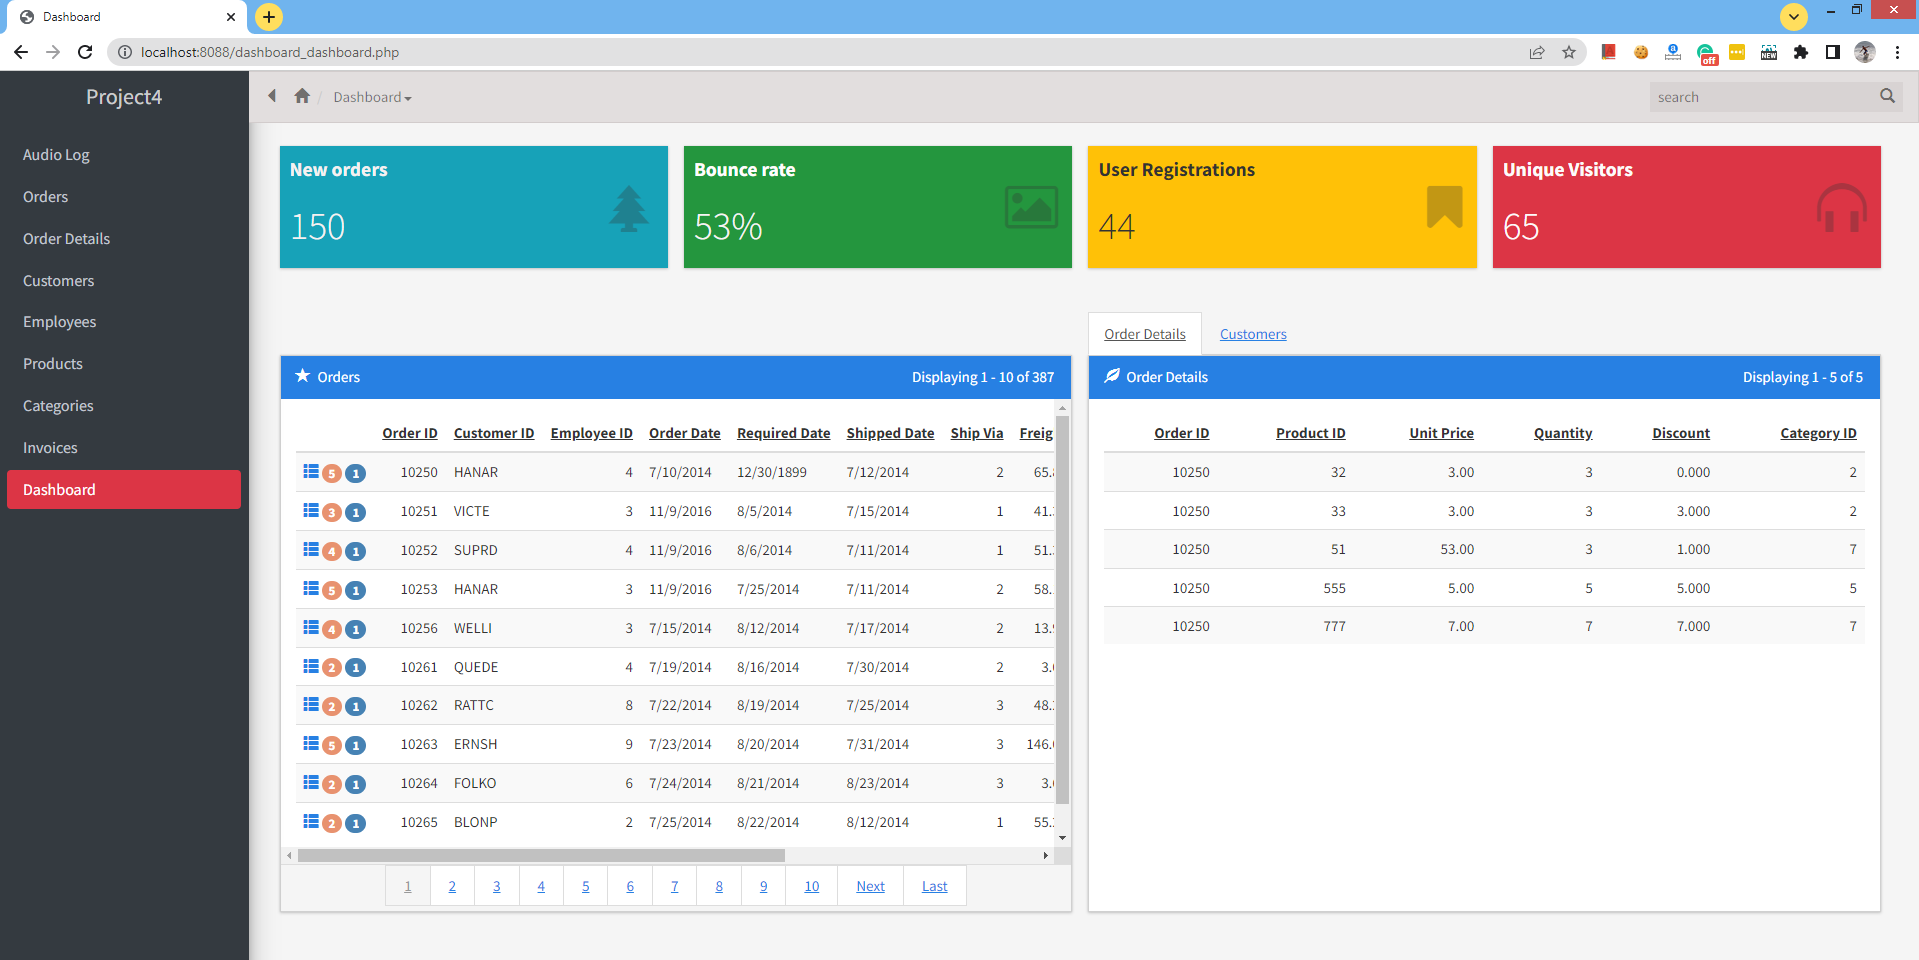 Dashboard
localhost:8088/dashboard_dashboard.php
off
NEW
Project4
Dashboard
search
Audio Log
Orders
Order Details
Customers
Employees
Products
Categories
Invoices
Dashboard
New orders
150
Bounce rate
53%
User Registrations
44
Unique Visitors
65
Order Details Customers
Orders Displaying 1 - 10 of 387
Order ID Customer ID Employee ID Order Date Required Date Shipped Date Ship Via Freig
5 1 10250 HANAR 4 7/10/2014 12/30/1899 7/12/2014 2 65.
3 1 10251 VICTE 3 11/9/2016 8/5/2014 7/15/2014 1 41.
4 1 10252 SUPRD 4 11/9/2016 8/6/2014 7/11/2014 1 51.
5 1 10253 HANAR 3 11/9/2016 7/25/2014 7/11/2014 2 58.
4 1 10256 WELLI 3 7/15/2014 8/12/2014 7/17/2014 2 13.
2 1 10261 QUEDE 4 7/19/2014 8/16/2014 7/30/2014 2 3.
2 1 10262 RATTC 8 7/22/2014 8/19/2014 7/25/2014 3 48.
5 1 10263 ERNSH 9 7/23/2014 8/20/2014 7/31/2014 3 146.
2 1 10264 FOLKO 6 7/24/2014 8/21/2014 8/23/2014 3 3.
2 1 10265 BLONP 2 7/25/2014 8/22/2014 8/12/2014 1 55.
1 2 3 4 5 6 7 8 9 10 Next Last
Order Details Displaying 1 - 5 of 5
Order ID Product ID Unit Price Quantity Discount Category ID
10250 32 3.00 3 0.000 2
10250 33 3.00 3 3.000 2
10250 51 53.00 3 1.000 7
10250 555 5.00 5 5.000 5
10250 777 7.00 7 7.000 7